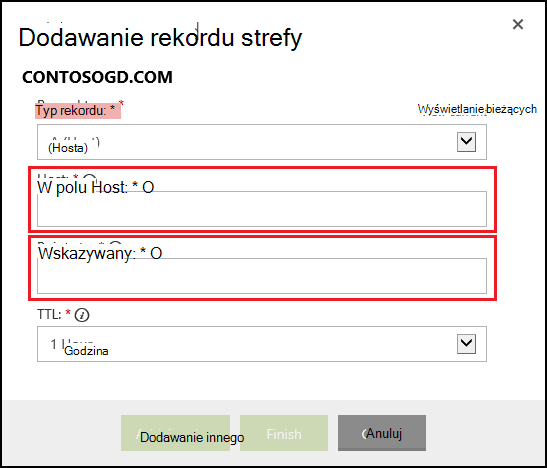 Dodawanie rekordu strefy
CONTOSOGD.COM
Typ rekordu: *
Wyświetlanie bieżących
(Hosta)
W polu Host: * O
Wskazywany: * O
TTL: *
1
Godzina
Dodawanie innego
Finish
Anuluj